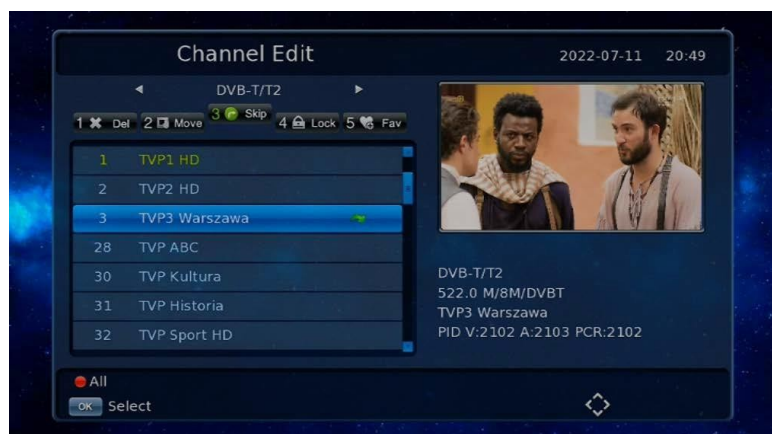 Channel Edit
2022-07-11 20:49
DVB-T/T2
1 Del 2 Move 3 Skip 4 Lock 5 Fav
1 TVP1 HD
2 TVP2 HD
3 TVP3 Warszawa
28 TVP ABC
30 TVP Kultura
31 TVP Historia
32 TVP Sport HD
DVB-T/T2
522.0 M/8M/DVBT
TVP3 Warszawa
PID V:2102 A:2103 PCR:2102
All
OK Select